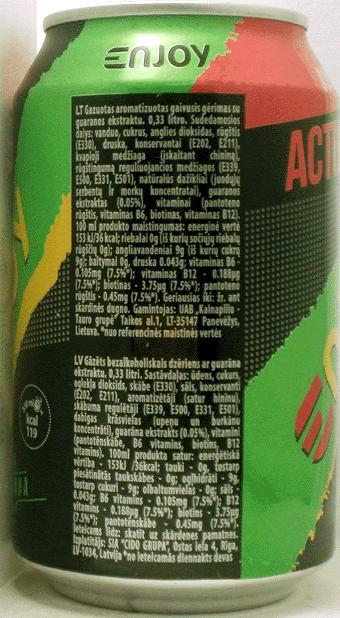 ENJOY
LT Gazuotas aromatizuotas gaivusis gėrimas su
guaranos ekstraktu. 0,33 litro. Sudedamosios
dalys: vanduo, cukrus, anglies dioksidas, rūgštis
(E330), druska, konservantai (E202, E211),
kvapioji medžiaga (įskaitant chininą),
rūgštingumą reguliuojančios medžiagos (E339,
E500, E331, E501), natūralus dažiklis (juodųjų
serbentų ir morkų koncentratai), guaranos
ekstraktas (0.05%), vitaminai (pantoteno
rūgštis, vitaminas B6, biotinas, vitaminas B12).
100 ml produkto maistingumas: energinė vertė
153 kJ/36 kcal; riebalai 0g (iš kurių sočiųjų riebalų
rūgščių 0g); angliavandeniai 9g (iš kurių cukrų
9g); baltymai 0g, druska 0.043g; vitaminas B6 -
0.105mg (7.5%*); vitaminas B12 - 0.188µg
(7.5%*); biotinas - 3.75µg (7.5%*); pantoteno
rūgštis - 0.45mg (7.5%*). Geriausias iki: žr. ant
skardinės dugno. Gamintojas: UAB „Kalnapilio -
Tauro grupė" Taikos al.1, LT-35147 Panevėžys,
Lietuva. *nuo referencinės maistinės vertės
LV Gāzēts bezalkoholiskais dzēriens ar guarāna
ekstraktu, 0,33 litri. Sastāvdaļas: ūdens, cukurs,
oglekļa dioksīds, skābe (E330), sāls, konservanti
(E202, E211), aromatizētāji (satur hinīnu),
skābuma regulētāji (E339, E500, E331, E501),
dabīgas krāsvielas (upeņu un burkānu
koncentrāti), guarāna ekstrakts (0.05%), vitamīni
(pantotēnskābe, B6 vitamīns, biotīns, B12
vitamīns). 100ml produkta satur: enerģētiskā
vērtība - 153kJ /36kcal; tauki - 0g, tostarp
piesātinātās taukskābes - 0g; ogļhidrāti - 9g,
tostarp cukuri - 9g; olbaltumvielas - 0g; sāls -
0.043g; B6 vitamīns - 0.105mg (7.5%*); B12
vitamīns - 0.188µg (7.5%*); biotīns - 3.75µg
(7.5%*); pantotēnskābe - 0.45mg (7.5%*).
Ieteicams līdz: skatīt uz skārdenes pamatnes.
Izplatītājs: SIA "CIDO GRUPA", Ostas iela 4, Rīga,
LV-1034, Latvija *no ieteicamās diennakts devas
kcal
119
ACTI